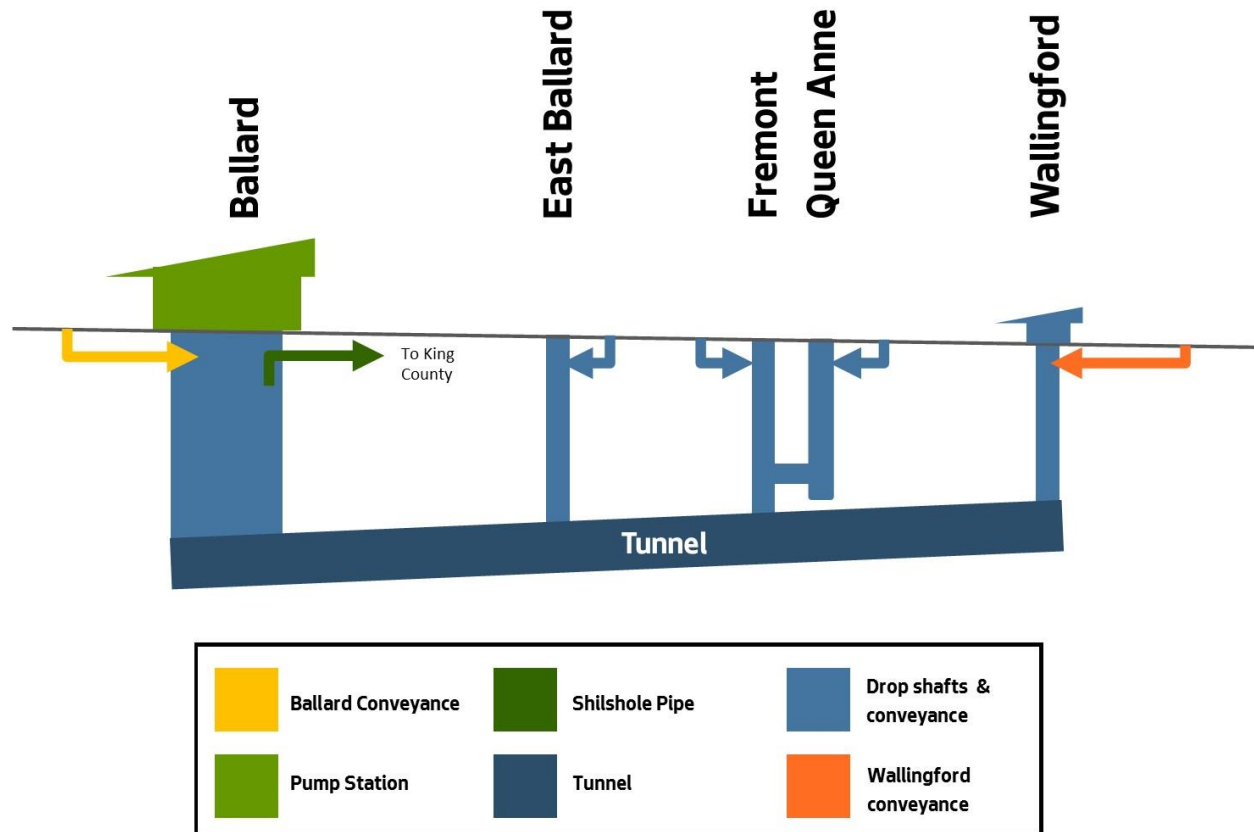 Ballard
East Ballard
Fremont
Queen Anne
Wallingford
To King
County
Tunnel
Ballard Conveyance
Shilshole Pipe
Drop shafts &
conveyance
Pump Station
Tunnel
Wallingford
conveyance